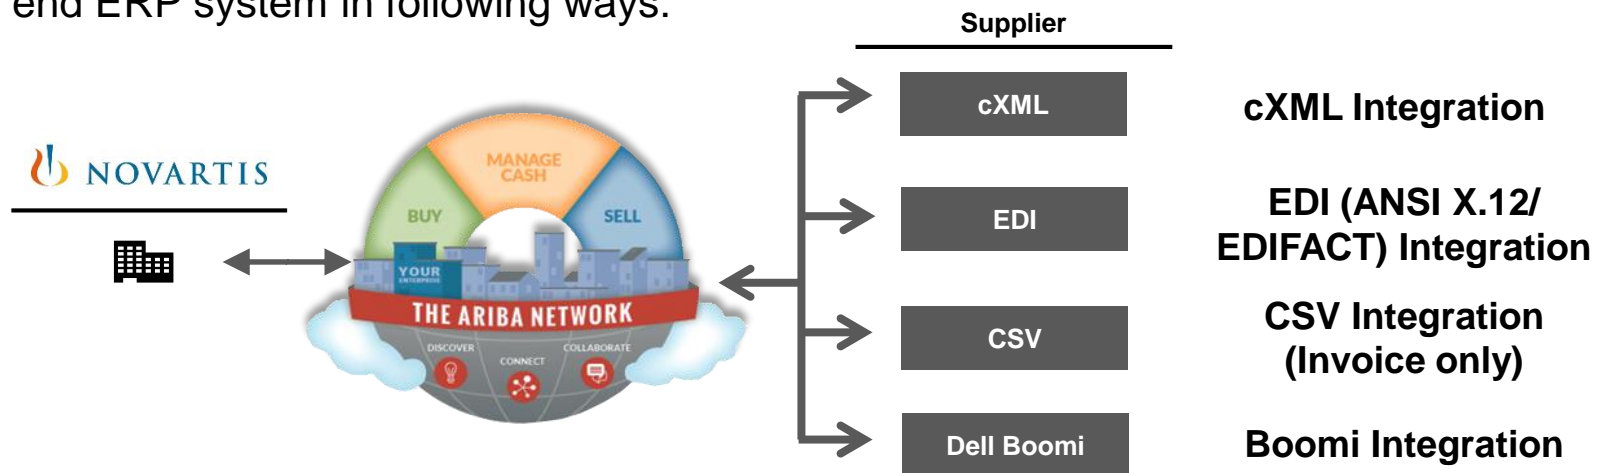 end ERP system in following ways:
Supplier
NOVARTIS
MANAGE
CASH
BUY
SELL
YOUR
ENTERPRISE
THE ARIBA NETWORK
DISCOVER
CONNECT
COLLABORATE
cXML
cXML Integration
EDI
EDI (ANSI X.12/
EDIFACT) Integration
CSV
CSV Integration
(Invoice only)
Dell Boomi
Boomi Integration